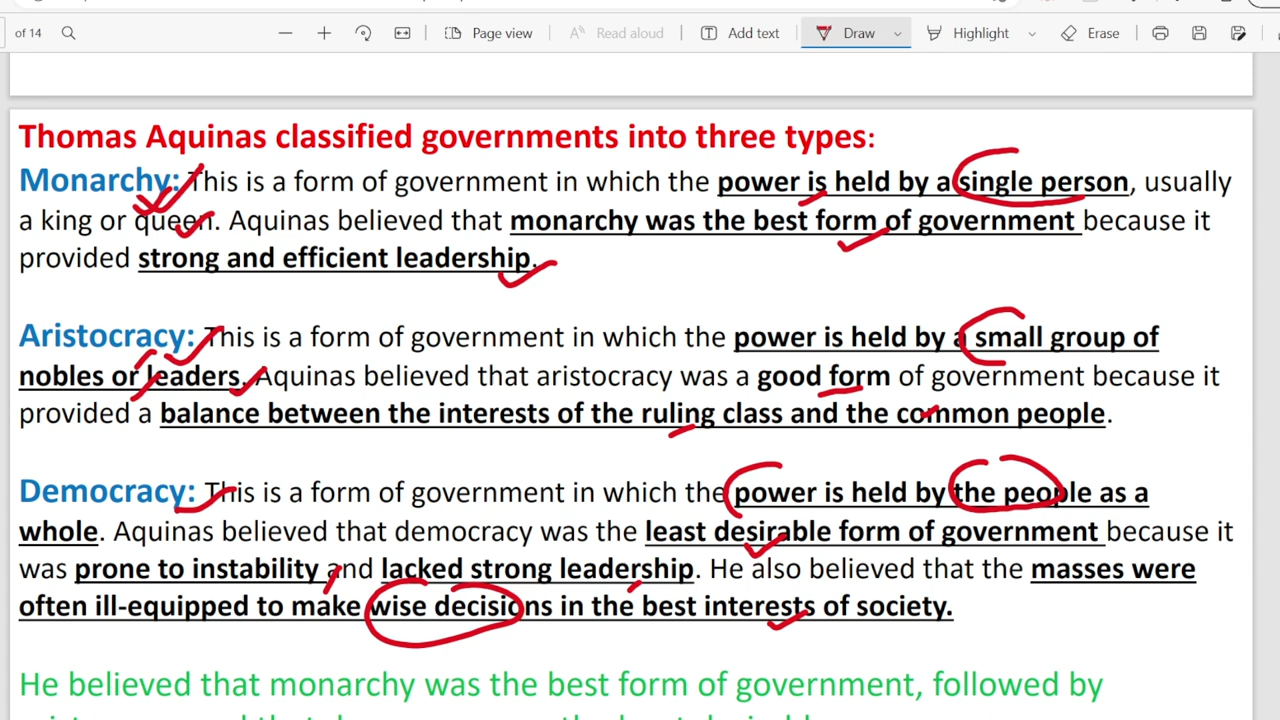 of 14 Page view Read aloud Add text Draw Highlight Erase
Thomas Aquinas classified governments into three types:
Monarchy: This is a form of government in which the power is held by a single person, usually
a king or queen. Aquinas believed that monarchy was the best form of government because it
provided strong and efficient leadership.
Aristocracy: This is a form of government in which the power is held by a small group of
nobles or leaders. Aquinas believed that aristocracy was a good form of government because it
provided a balance between the interests of the ruling class and the common people.
Democracy: This is a form of government in which the power is held by the people as a
whole. Aquinas believed that democracy was the least desirable form of government because it
was prone to instability and lacked strong leadership. He also believed that the masses were
often ill-equipped to make wise decisions in the best interests of society.
He believed that monarchy was the best form of government, followed by